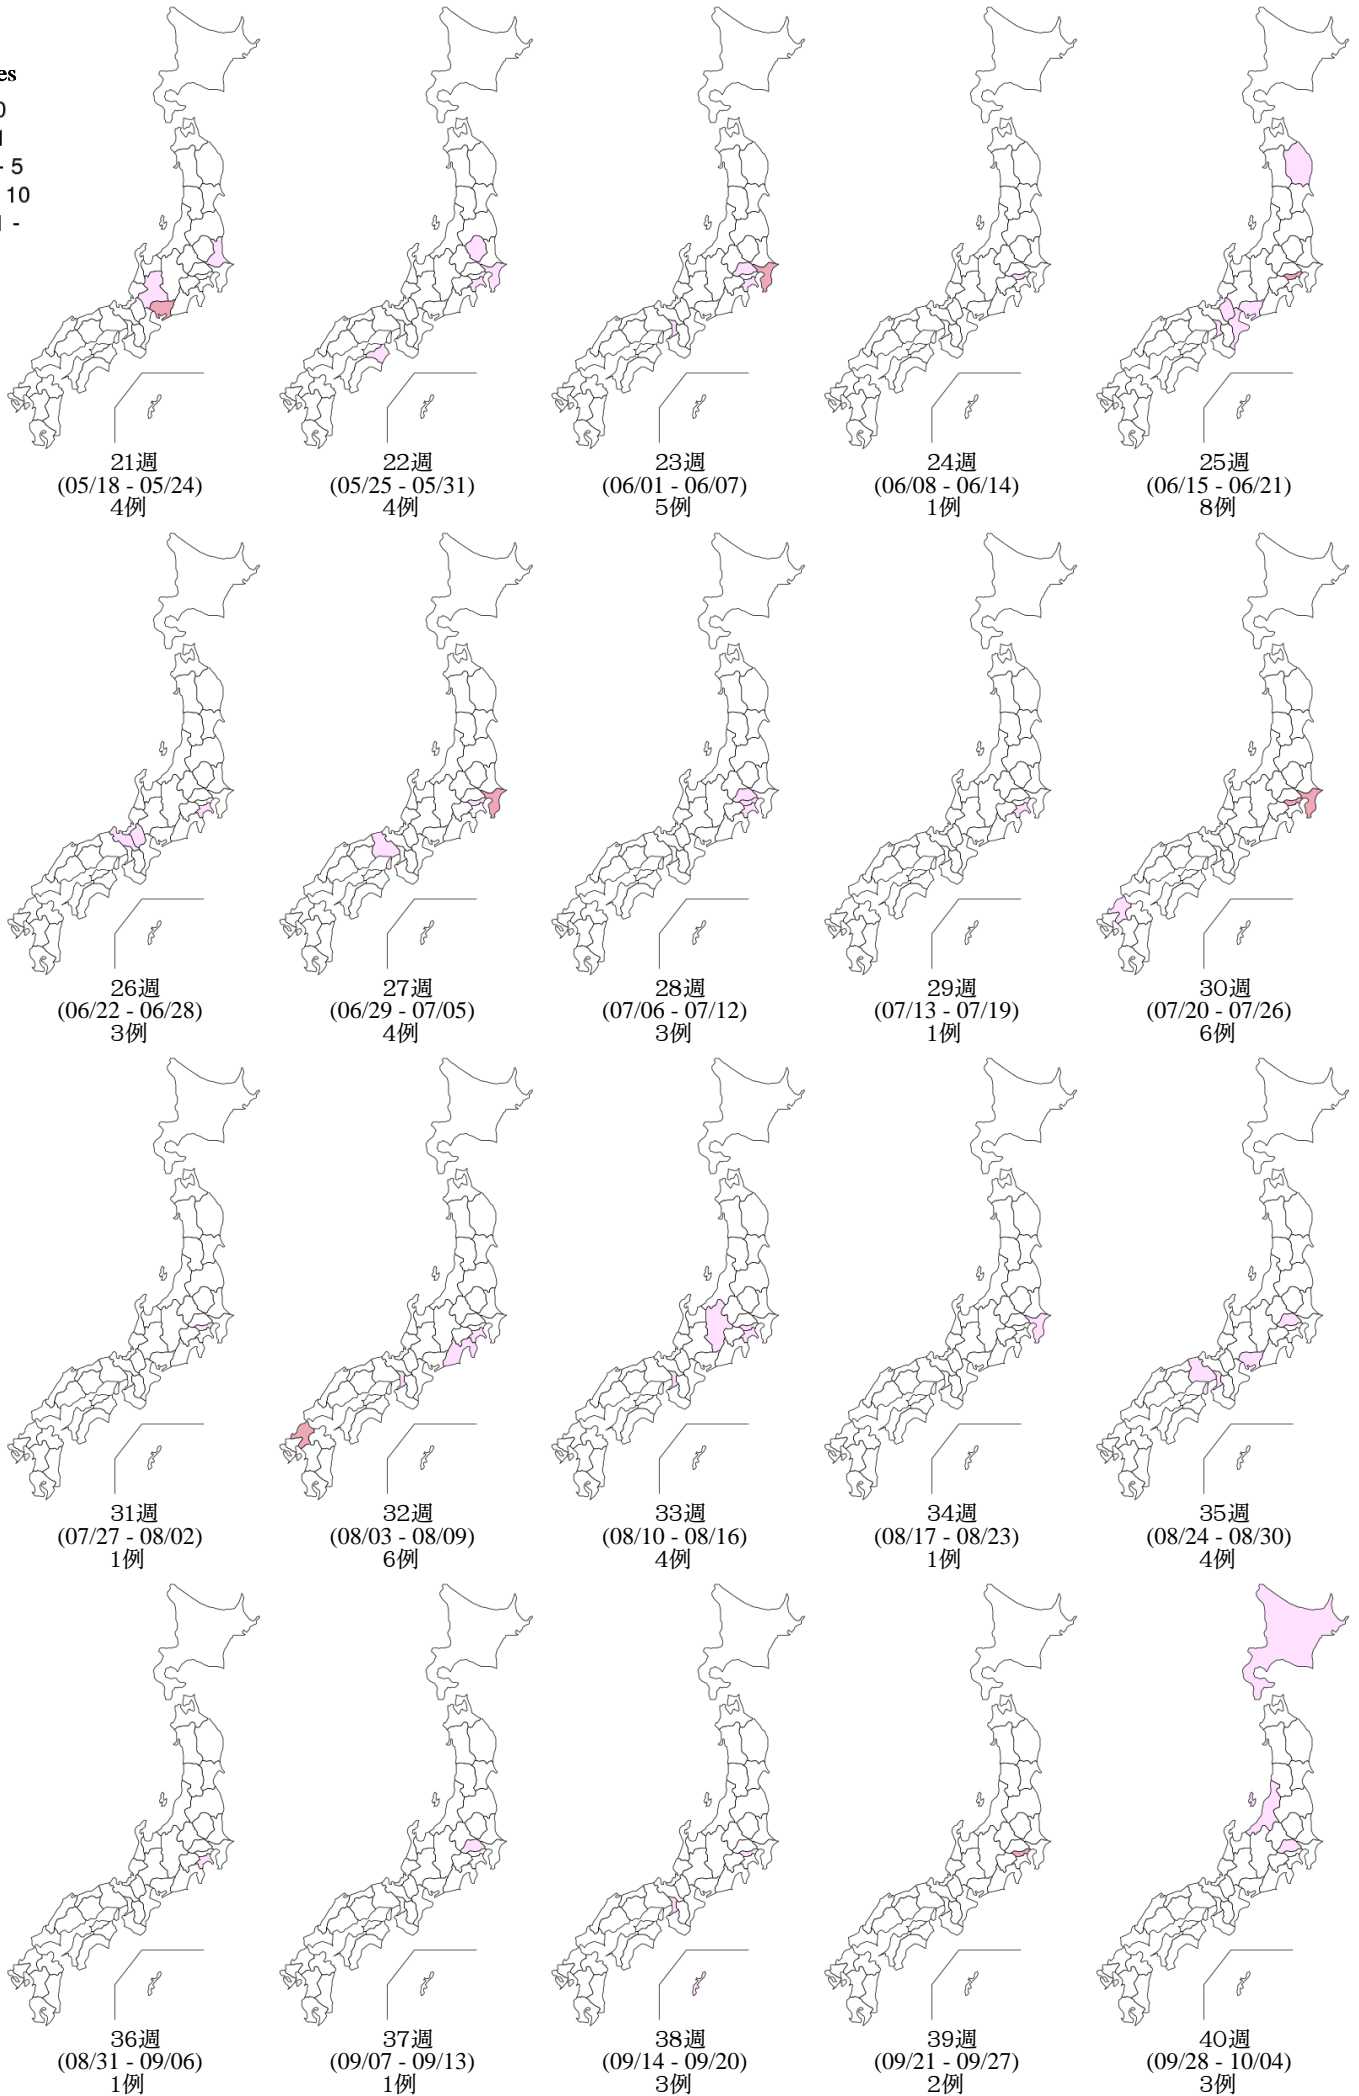 es
0
- 5
10
-
21週
(05/18 - 05/24)
4例
22週
(05/25 - 05/31)
4例
23週
(06/01 - 06/07)
5例
24週
(06/08 - 06/14)
1例
25週
(06/15 - 06/21)
8例
26週
(06/22 - 06/28)
3例
27週
(06/29 - 07/05)
4例
28週
(07/06 - 07/12)
3例
29週
(07/13 - 07/19)
1例
30週
(07/20 - 07/26)
6例
31週
(07/27 - 08/02)
1例
32週
(08/03 - 08/09)
6例
33週
(08/10 - 08/16)
4例
34週
(08/17 - 08/23)
1例
35週
(08/24 - 08/30)
4例
36週
(08/31 - 09/06)
1例
37週
(09/07 - 09/13)
1例
38週
(09/14 - 09/20)
3例
39週
(09/21 - 09/27)
2例
40週
(09/28 - 10/04)
3例